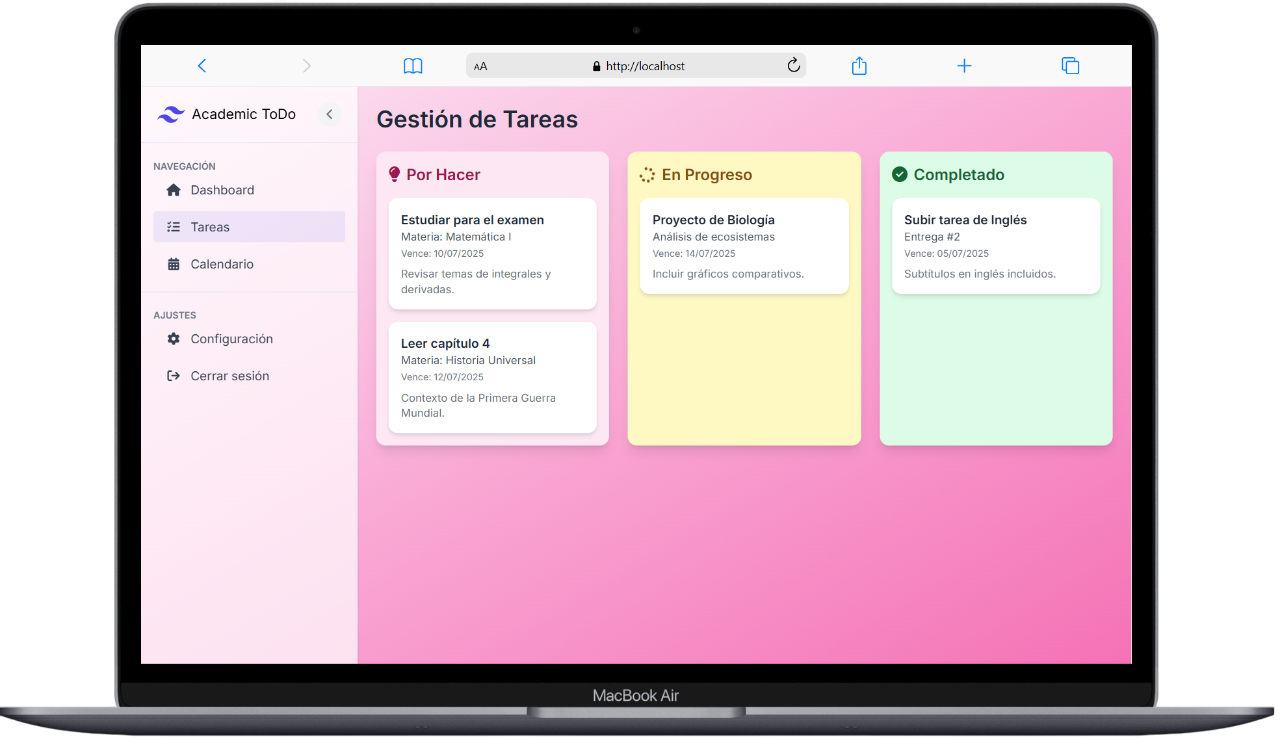 AA
http://localhost
Academic ToDo
NAVEGACIÓN
Dashboard
Tareas
Calendario
AJUSTES
Configuración
Cerrar sesión
Gestión de Tareas
Por Hacer
Estudiar para el examen
Materia: Matemática I
Vence: 10/07/2025
Revisar temas de integrales y
derivadas.
Leer capítulo 4
Materia: Historia Universal
Vence: 12/07/2025
Contexto de la Primera Guerra
Mundial.
En Progreso
Proyecto de Biología
Análisis de ecosistemas
Vence: 14/07/2025
Incluir gráficos comparativos.
Completado
Subir tarea de Inglés
Entrega #2
Vence: 05/07/2025
Subtítulos en inglés incluidos.
MacBook Air